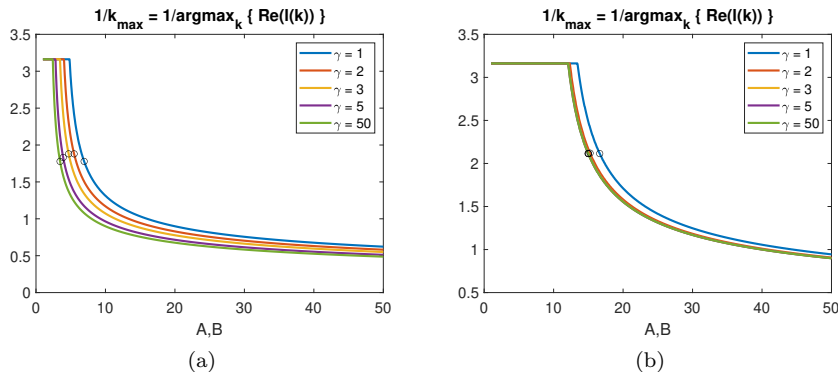 1/k_max = 1/argmax_k { Re(l(k)) }
3.5
3
2.5
2
1.5
1
0.5
0
0 10 20 30 40 50
A,B
γ = 1
γ = 2
γ = 3
γ = 5
γ = 50
(a)
1/k_max = 1/argmax_k { Re(l(k)) }
3.5
3
2.5
2
1.5
1
0.5
0 10 20 30 40 50
A,B
γ = 1
γ = 2
γ = 3
γ = 5
γ = 50
(b)